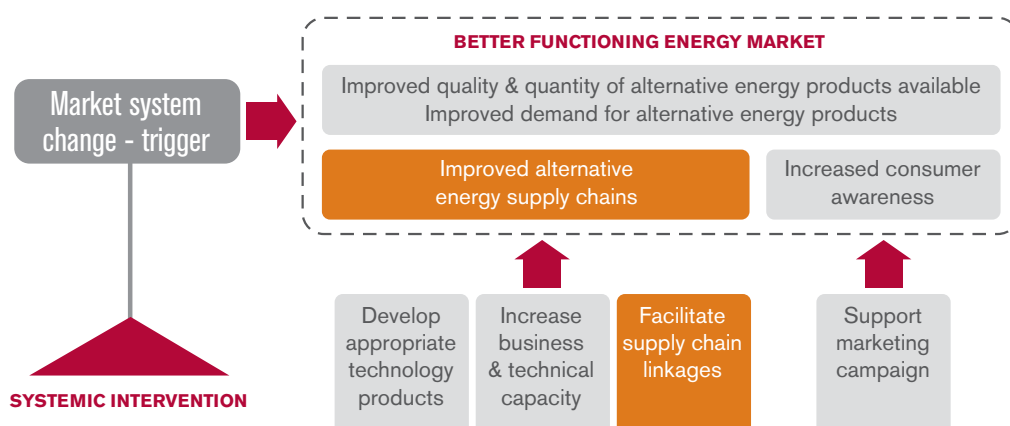 BETTER FUNCTIONING ENERGY MARKET
Improved quality & quantity of alternative energy products available
Improved demand for alternative energy products
Market system
change - trigger
Improved alternative
energy supply chains
Increased consumer
awareness
Develop
appropriate
technology
products
Increase
business
& technical
capacity
Facilitate
supply chain
linkages
Support
marketing
campaign
SYSTEMIC INTERVENTION